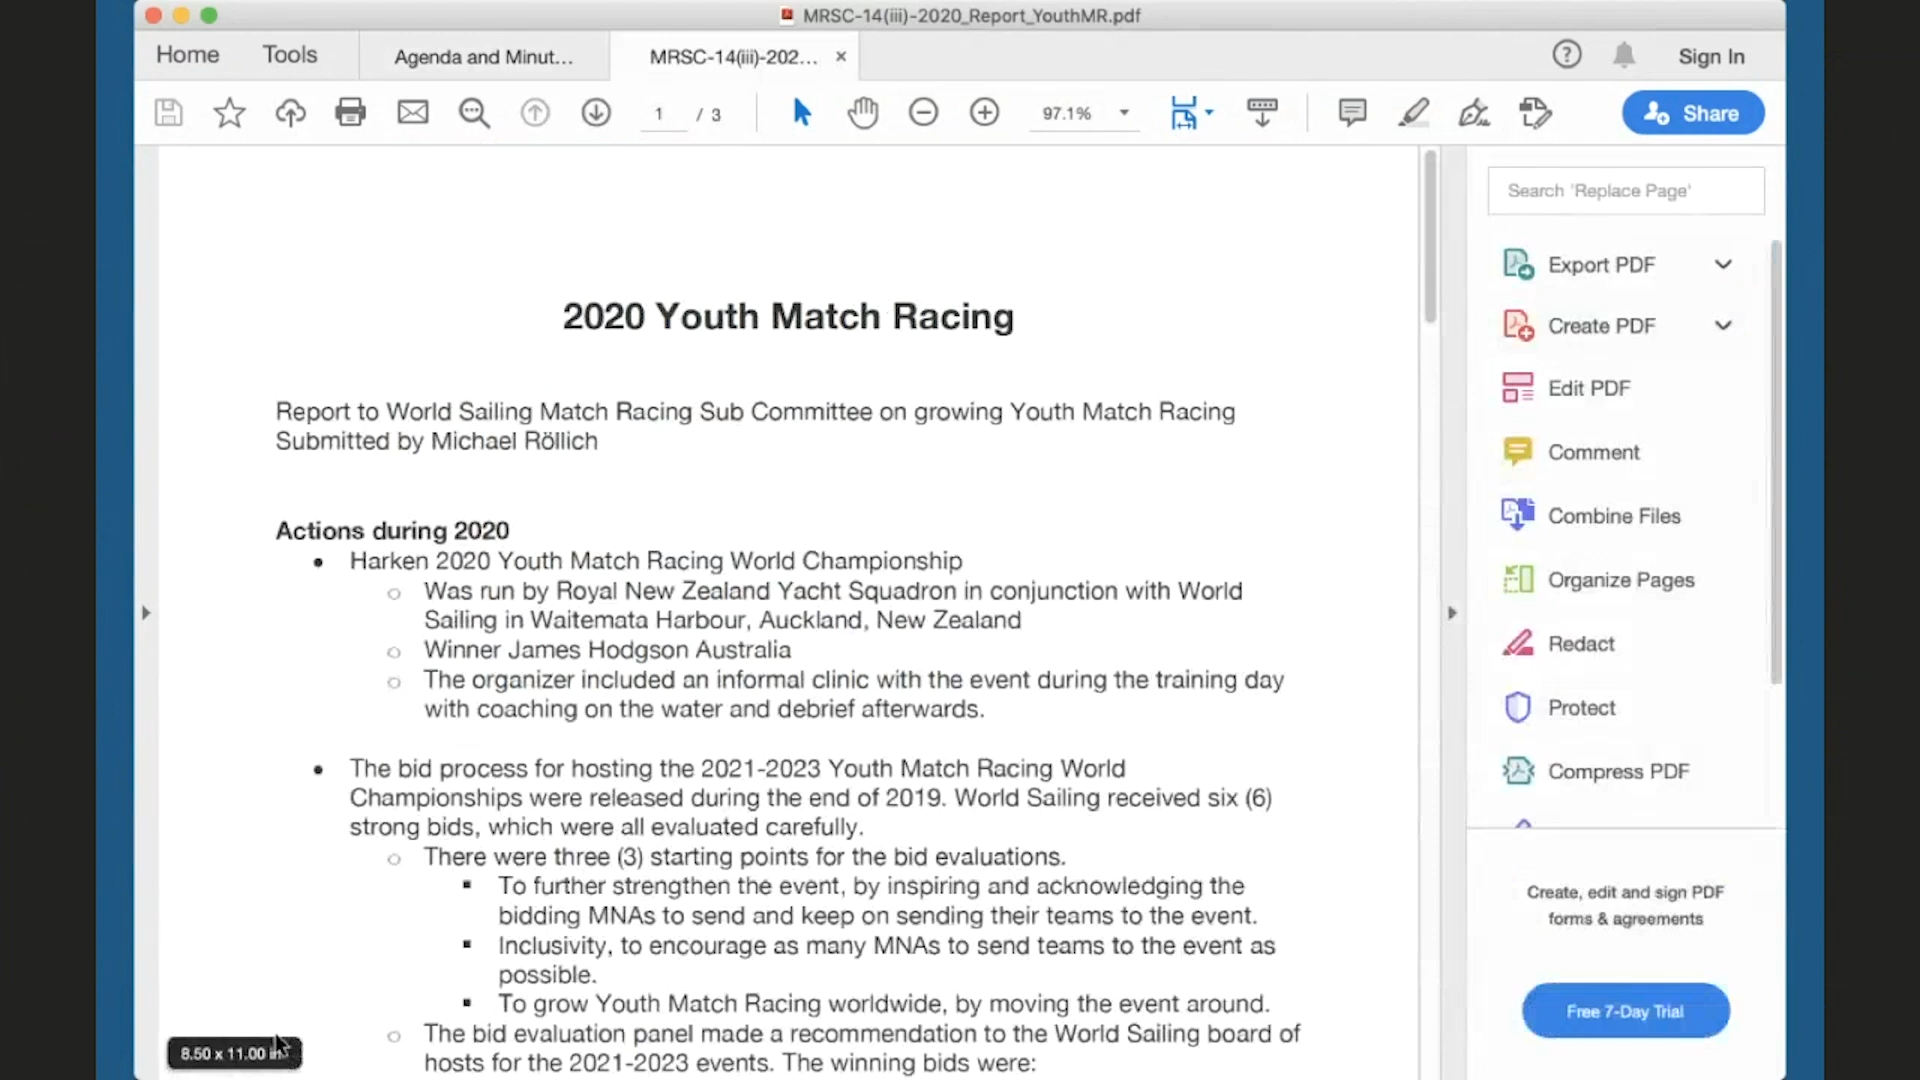 MRSC-14(iii)-2020_Report_YouthMR.pdf
Home
Tools
Agenda and Minut...
MRSC-14(iii)-202...
Sign In
1 / 3
97.1%
Share
2020 Youth Match Racing
Report to World Sailing Match Racing Sub Committee on growing Youth Match Racing
Submitted by Michael Röllich
Actions during 2020
• Harken 2020 Youth Match Racing World Championship
○ Was run by Royal New Zealand Yacht Squadron in conjunction with World
Sailing in Waitemata Harbour, Auckland, New Zealand
○ Winner James Hodgson Australia
○ The organizer included an informal clinic with the event during the training day
with coaching on the water and debrief afterwards.
• The bid process for hosting the 2021-2023 Youth Match Racing World
Championships were released during the end of 2019. World Sailing received six (6)
strong bids, which were all evaluated carefully.
○ There were three (3) starting points for the bid evaluations.
▪ To further strengthen the event, by inspiring and acknowledging the
bidding MNAs to send and keep on sending their teams to the event.
▪ Inclusivity, to encourage as many MNAs to send teams to the event as
possible.
▪ To grow Youth Match Racing worldwide, by moving the event around.
○ The bid evaluation panel made a recommendation to the World Sailing board of
hosts for the 2021-2023 events. The winning bids were:
8.50 x 11.00 in
Search 'Replace Page'
Export PDF
Create PDF
Edit PDF
Comment
Combine Files
Organize Pages
Redact
Protect
Compress PDF
Create, edit and sign PDF
forms & agreements
Free 7-Day Trial